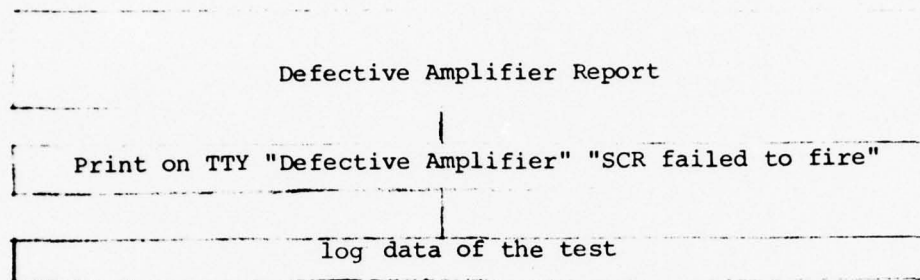 Defective Amplifier Report
Print on TTY "Defective Amplifier" "SCR failed to fire"
log data of the test